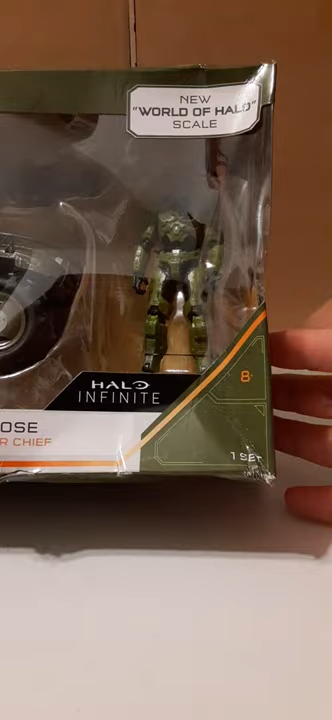 NEW
"WORLD OF HALO"
SCALE
HALO
INFINITE
OSE
R CHIEF
8+
1 SET